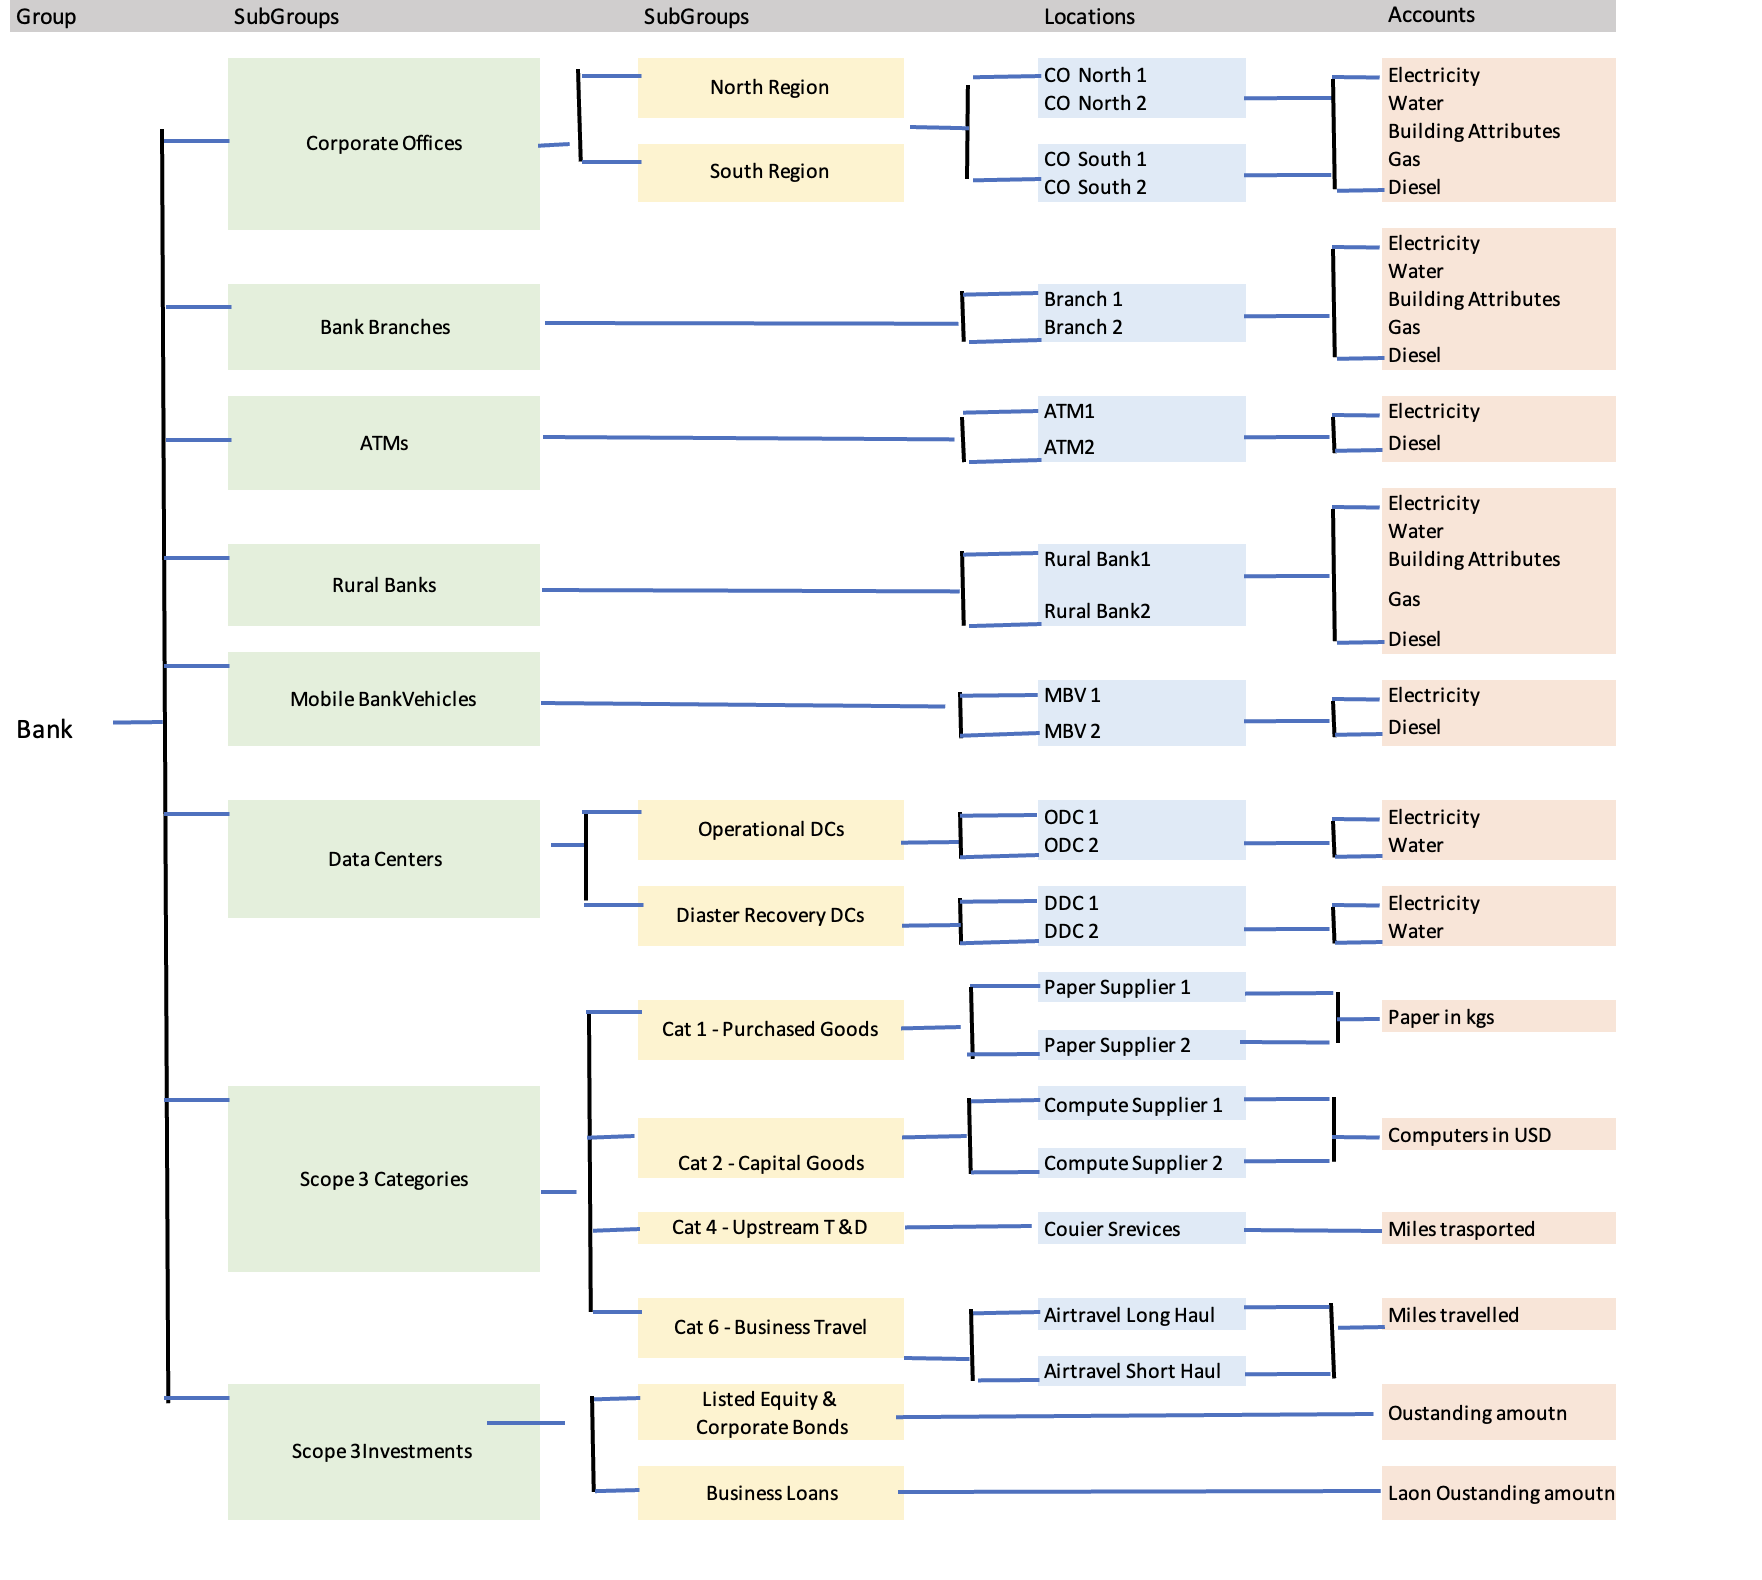 Group SubGroups SubGroups Locations Accounts
Corporate Offices
North Region
South Region
CO North 1
CO North 2
CO South 1
CO South 2
Electricity
Water
Building Attributes
Gas
Diesel
Bank Branches
Branch 1
Branch 2
Electricity
Water
Building Attributes
Gas
Diesel
ATMs
ATM1
ATM2
Electricity
Diesel
Rural Banks
Rural Bank1
Rural Bank2
Electricity
Water
Building Attributes
Gas
Diesel
Bank
Mobile BankVehicles
MBV 1
MBV 2
Electricity
Diesel
Data Centers
Operational DCs
ODC 1
ODC 2
Electricity
Water
Diaster Recovery DCs
DDC 1
DDC 2
Electricity
Water
Scope 3 Categories
Cat 1 - Purchased Goods
Paper Supplier 1
Paper Supplier 2
Paper in kgs
Cat 2 - Capital Goods
Compute Supplier 1
Compute Supplier 2
Computers in USD
Cat 4 - Upstream T &D
Couier Srevices
Miles trasported
Cat 6 - Business Travel
Airtravel Long Haul
Airtravel Short Haul
Miles travelled
Scope 3Investments
Listed Equity &
Corporate Bonds
Oustanding amoutn
Business Loans
Laon Oustanding amoutn